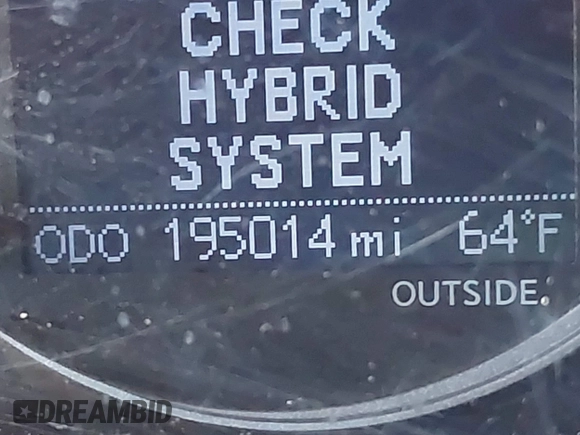 CHECK
HYBRID
SYSTEM
ODO 195014 mi 64°F
OUTSIDE
DREAMBID